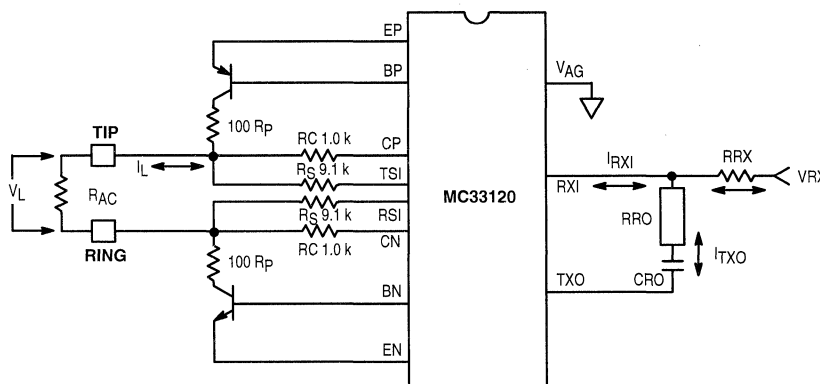 EP
BP
VAG
100 RP
TIP
RC 1.0 k
CP
IL
RS 9.1 k
TSI
VL
RAC
MC33120
IRXI
RXI
RRX
RSI
RS 9.1 k
CN
RC 1.0 k
RING
RRO
100 RP
ITXO
BN
TXO
CRO
EN